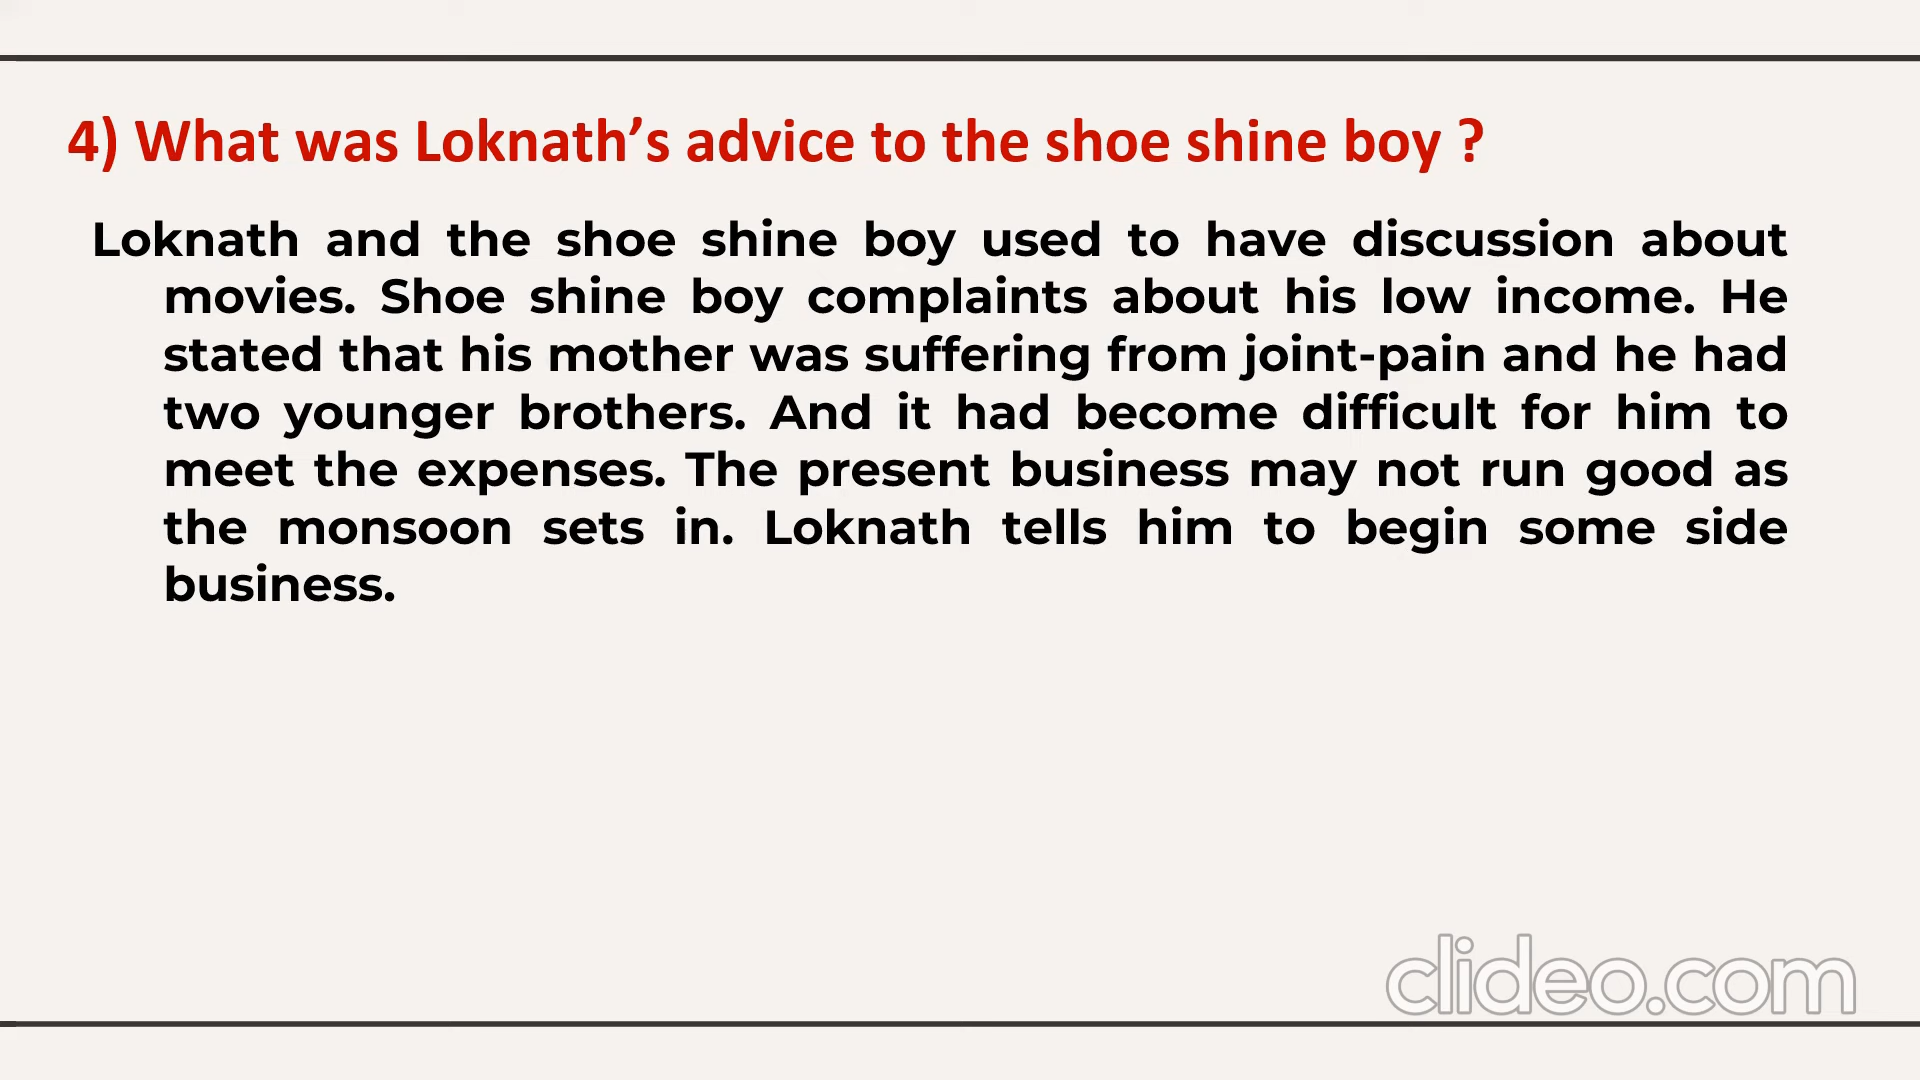 4) What was Loknath’s advice to the shoe shine boy ?
Loknath and the shoe shine boy used to have discussion about
movies. Shoe shine boy complaints about his low income. He
stated that his mother was suffering from joint-pain and he had
two younger brothers. And it had become difficult for him to
meet the expenses. The present business may not run good as
the monsoon sets in. Loknath tells him to begin some side
business.
clideo.com